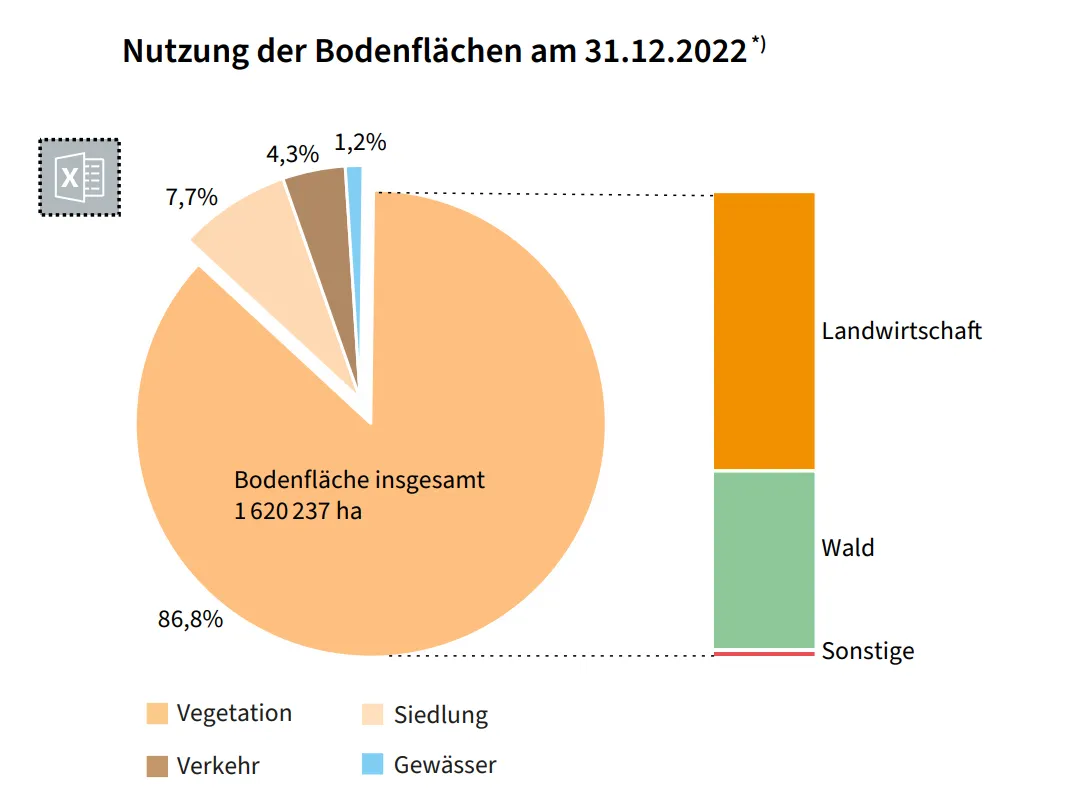 Nutzung der Bodenflächen am 31.12.2022*)
X
1,2%
4,3%
7,7%
Landwirtschaft
Bodenfläche insgesamt
1 620 237 ha
Wald
86,8%
Sonstige
Vegetation
Siedlung
Verkehr
Gewässer